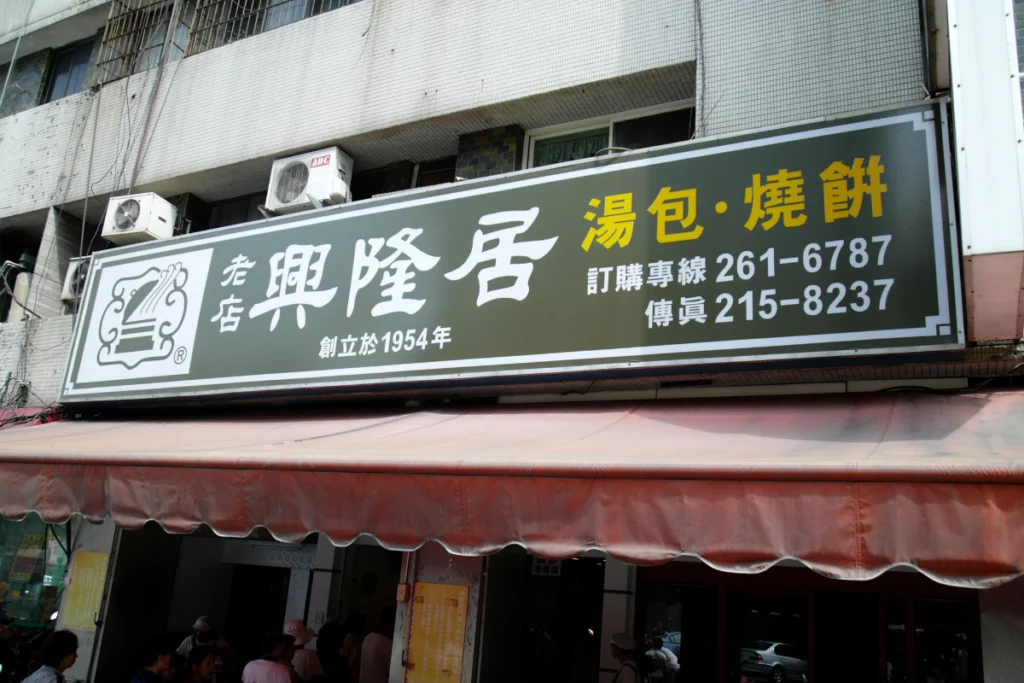 老店
興隆居
創立於1954年
湯包·燒餅
訂購專線 261-6787
傳眞 215-8237
®
ABC